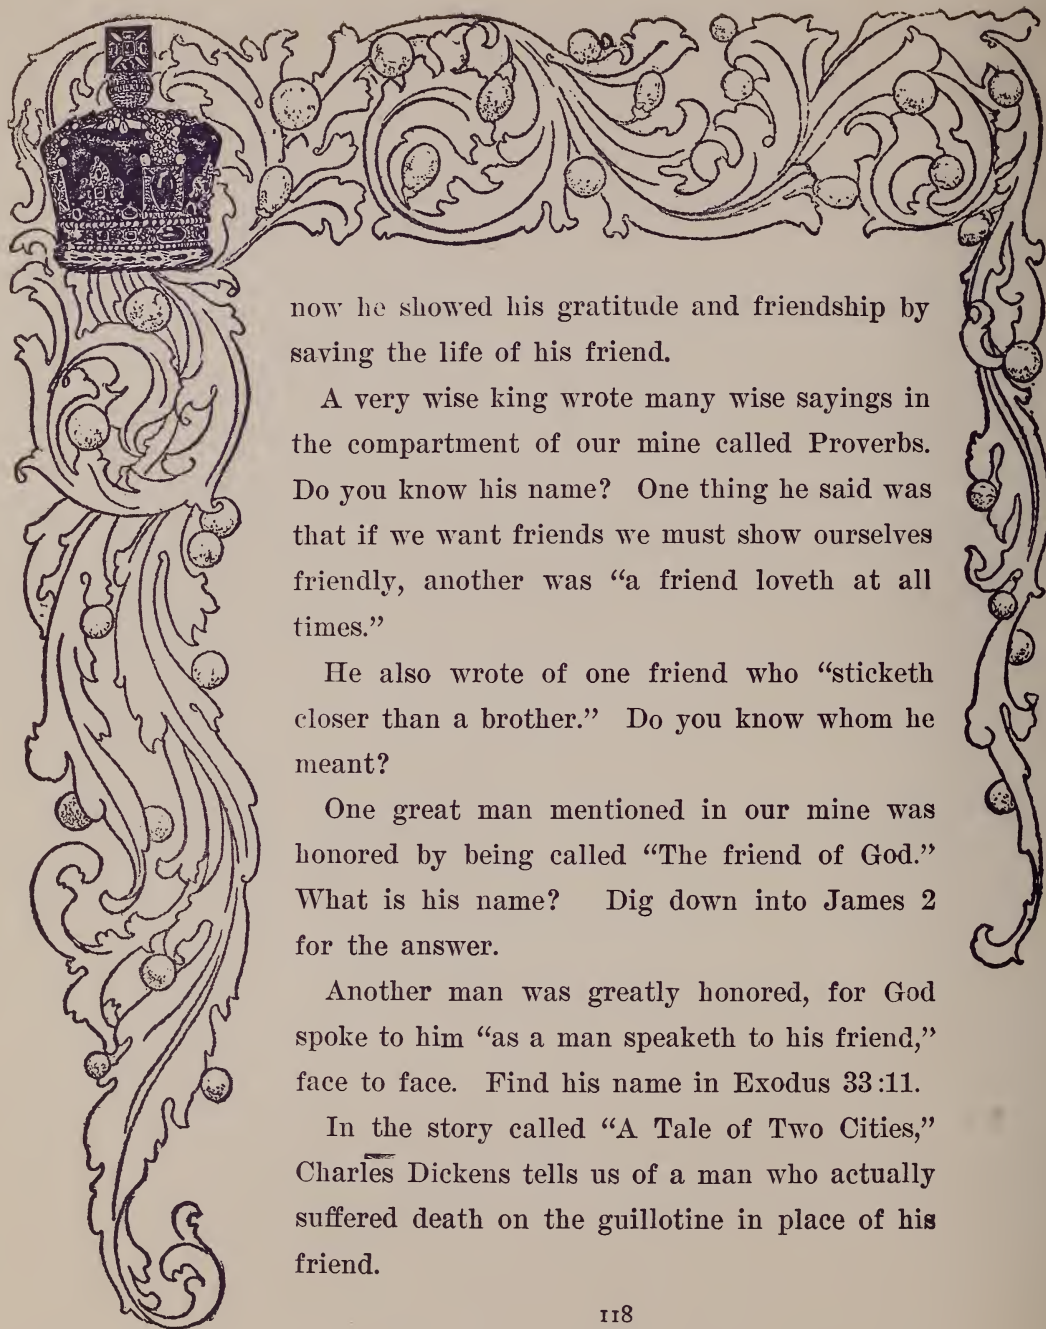 now he showed his gratitude and friendship by
saving the life of his friend.
A very wise king wrote many wise sayings in
the compartment of our mine called Proverbs.
Do you know his name? One thing he said was
that if we want friends we must show ourselves
friendly, another was “a friend loveth at all
times.”
He also wrote of one friend who “sticketh
closer than a brother.” Do you know whom he
meant?
One great man mentioned in our mine was
honored by being called “The friend of God.”
What is his name? Dig down into James 2
for the answer.
Another man was greatly honored, for God
spoke to him “as a man speaketh to his friend,”
face to face. Find his name in Exodus 33:11.
In the story called “A Tale of Two Cities,”
Charles Dickens tells us of a man who actually
suffered death on the guillotine in place of his
friend.
118